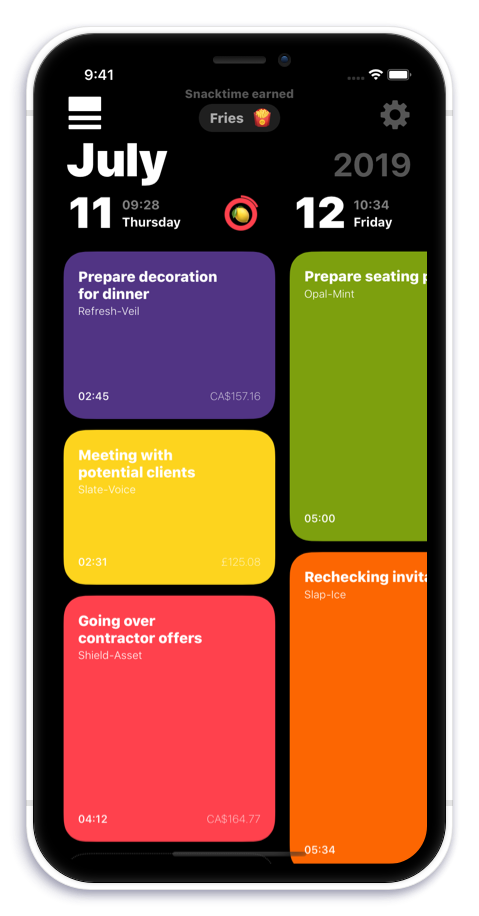 9:41
Snacktime earned
Fries
July
2019
11
09:28
Thursday
12
10:34
Friday
Prepare decoration
for dinner
Refresh-Veil
02:45
CA$157.16
Meeting with
potential clients
Slate-Voice
02:31
£125.08
Going over
contractor offers
Shield-Asset
04:12
CA$164.77
Prepare seating p
Opal-Mint
05:00
Rechecking invita
Slap-Ice
05:34